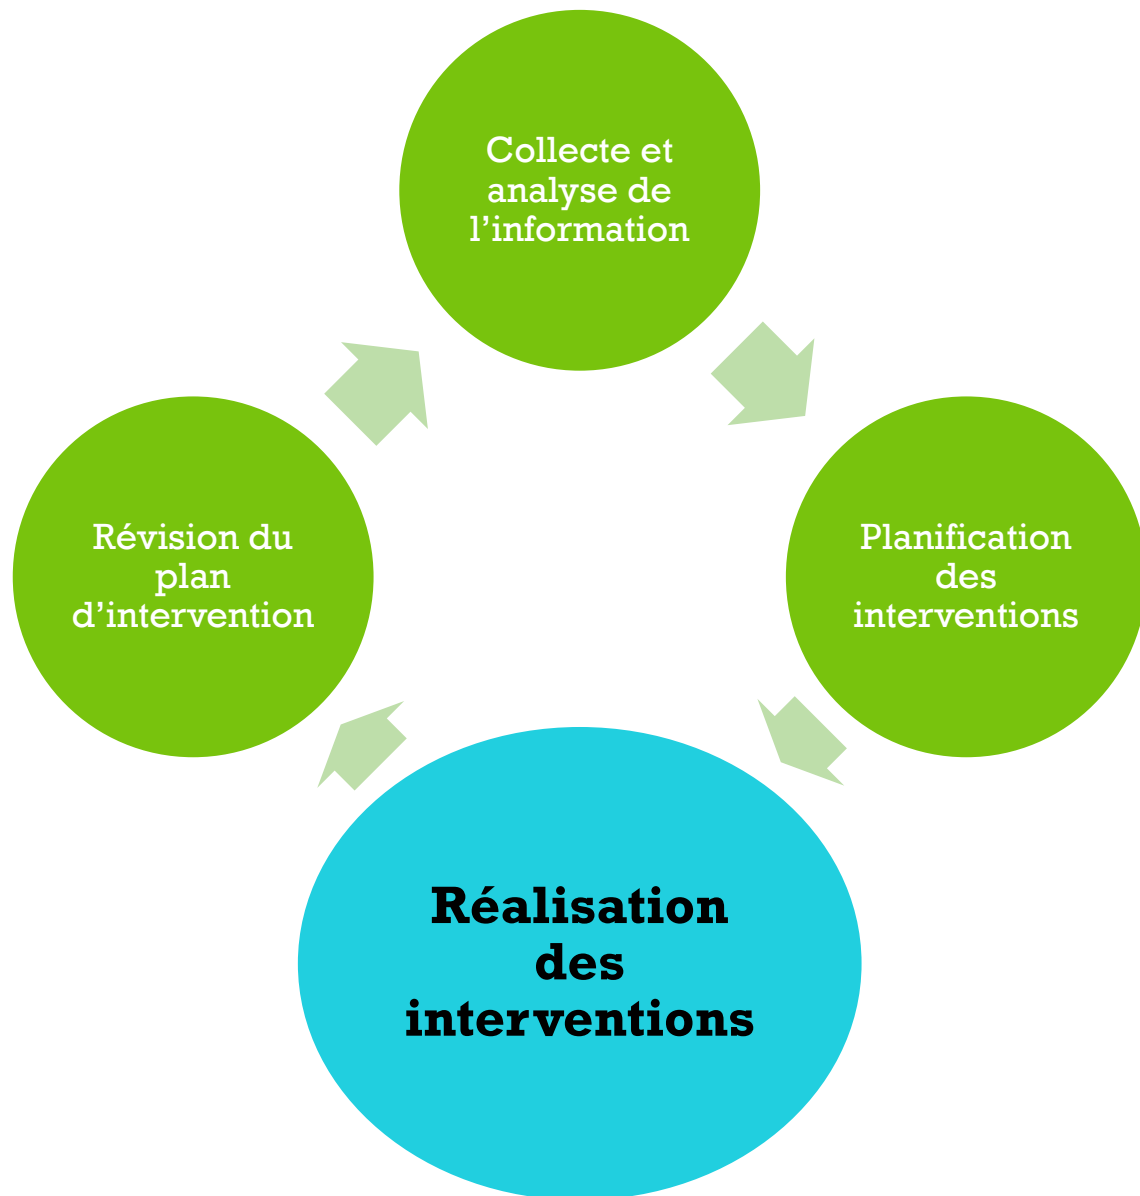 Collecte et
analyse de
l’information
Révision du
plan
d’intervention
Planification
des
interventions
Réalisation
des
interventions